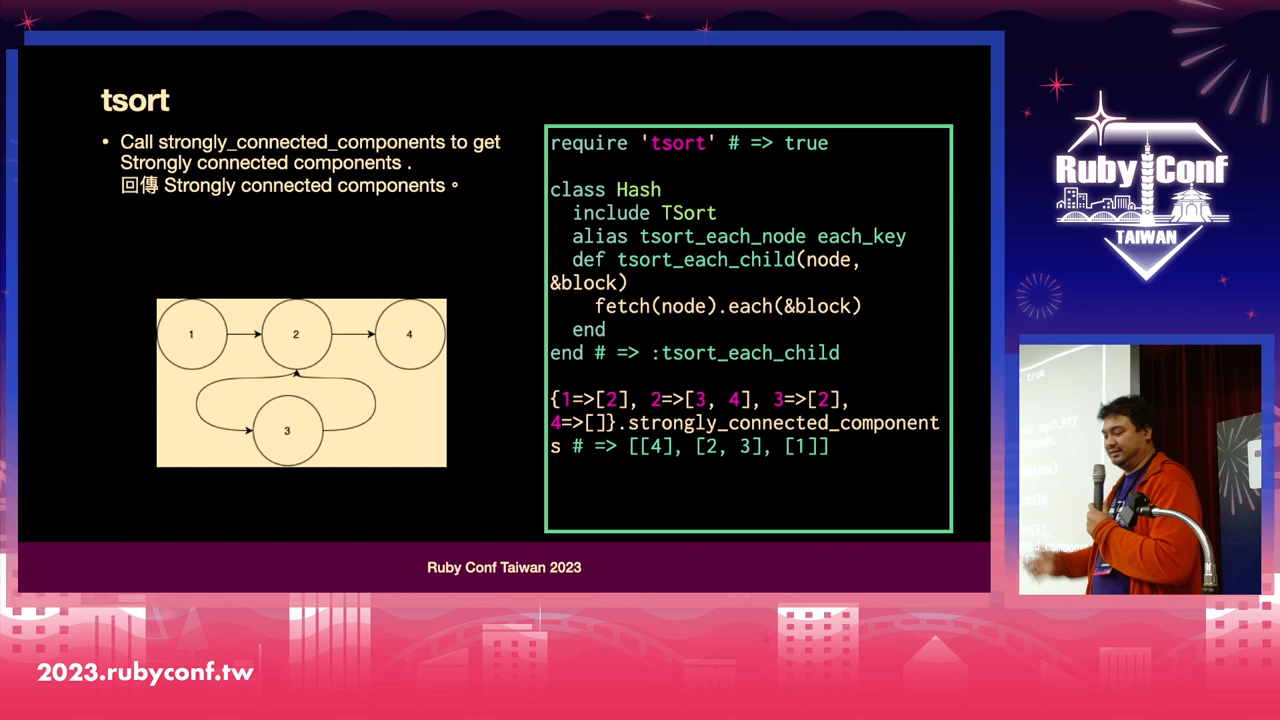 tsort
• Call strongly_connected_components to get
Strongly connected components .
回傳 Strongly connected components。
1
2
4
3
require 'tsort' # => true
class Hash
include TSort
alias tsort_each_node each_key
def tsort_each_child(node,
&block)
fetch(node).each(&block)
end
end # => :tsort_each_child
{1=>[2], 2=>[3, 4], 3=>[2],
4=>[]}.strongly_connected_component
s # => [[4], [2, 3], [1]]
Ruby Conf Taiwan 2023
RubyConf
TAIWAN
2023.rubyconf.tw